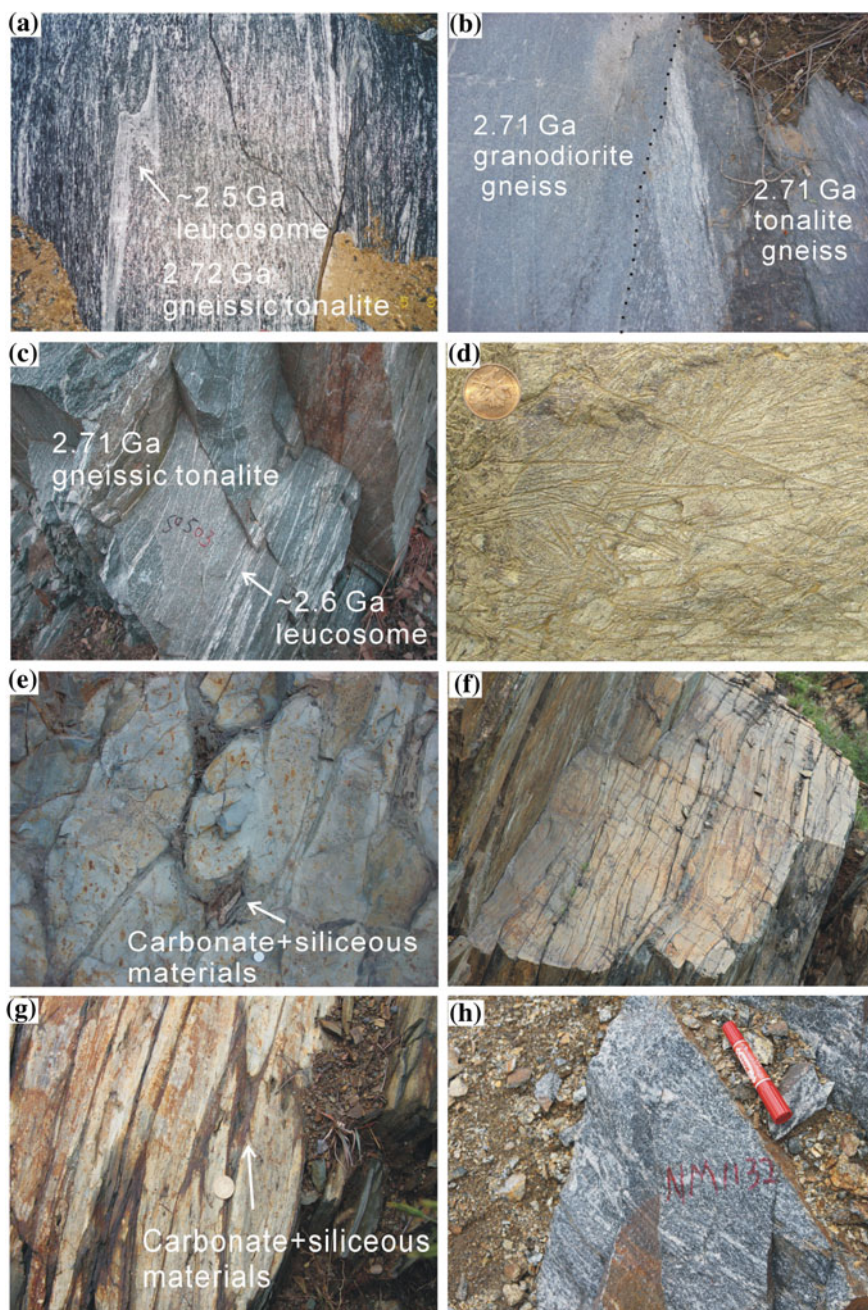 (a)
~2.5 Ga
leucosome
2.72 Ga
gneissic tonalite
(b)
2.71 Ga
granodiorite
gneiss
2.71 Ga
tonalite
gneiss
(c)
2.71 Ga
gneissic tonalite
S0503
~2.6 Ga
leucosome
(d)
(e)
Carbonate+siliceous
materials
(f)
(g)
Carbonate+siliceous
materials
(h)
NM1132